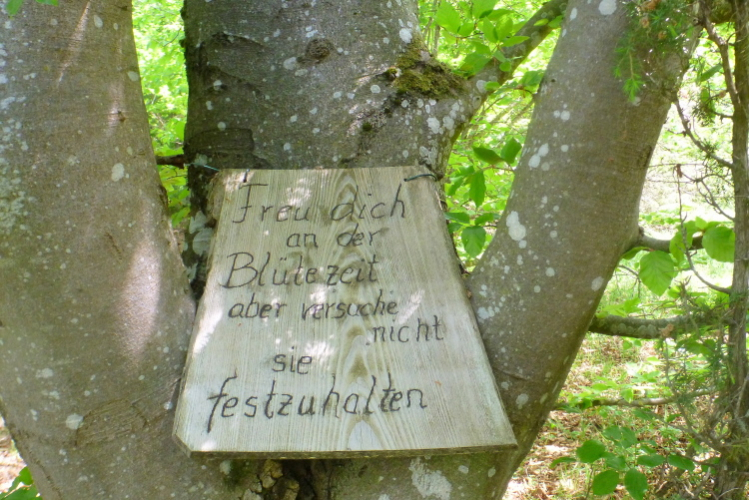 Freu dich
an der
Blütezeit
aber versuche
nicht
sie
festzuhalten